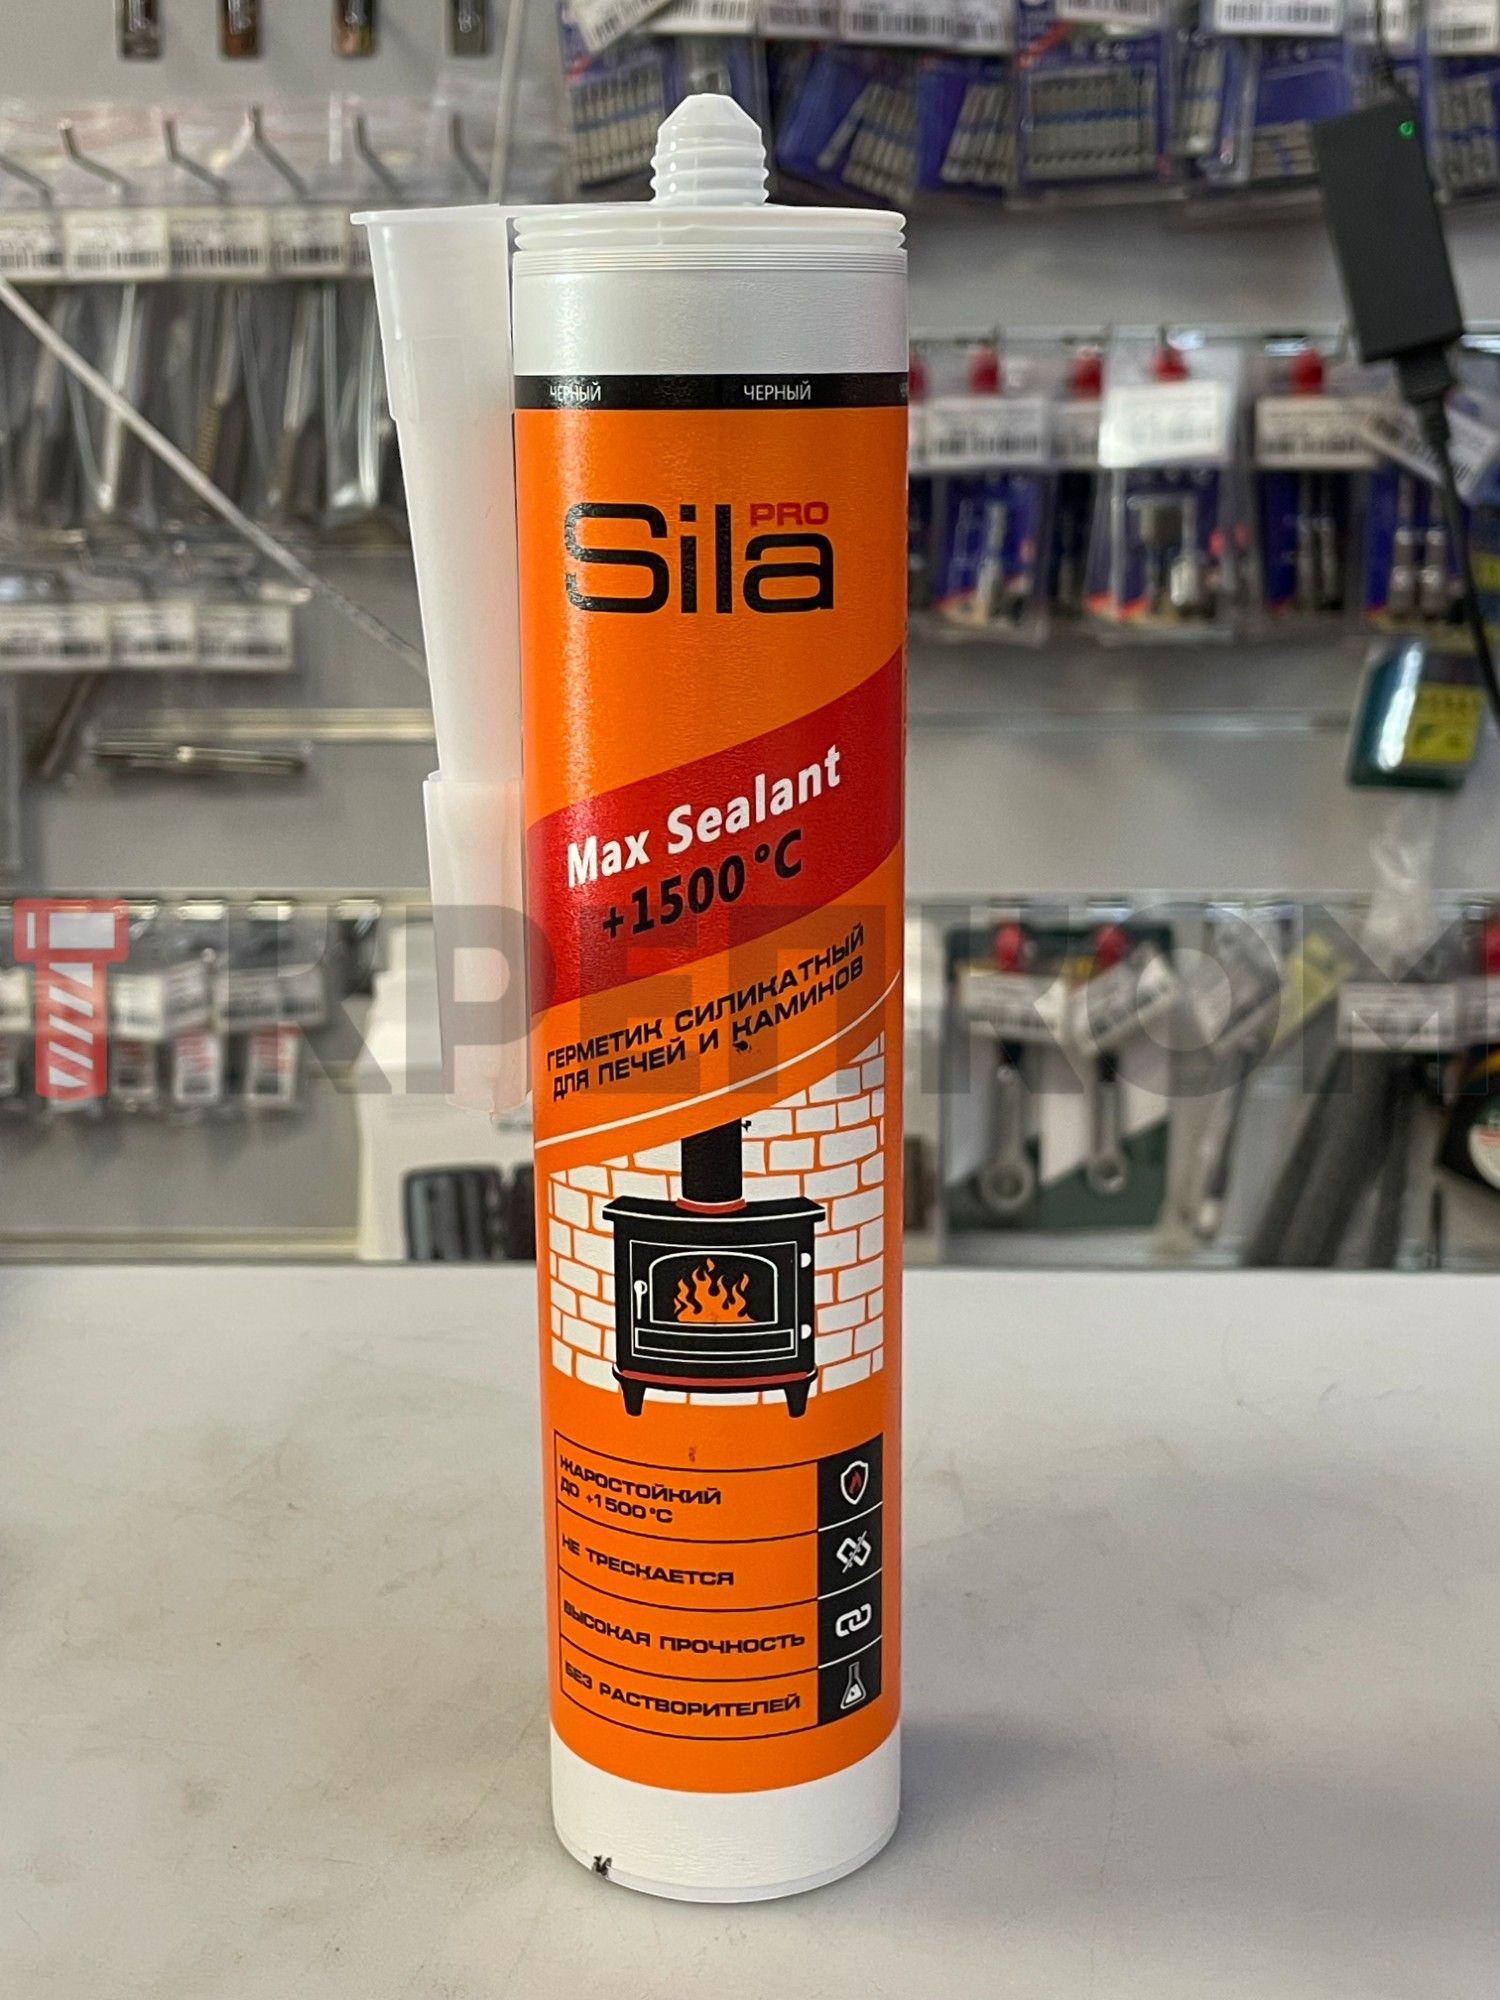 ЧЕРНЫЙ ЧЕРНЫЙ
Sila PRO
Max Sealant
+1500 °C
КРЕПКОМ
ГЕРМЕТИК СИЛИКАТНЫЙ
ДЛЯ ПЕЧЕЙ И КАМИНОВ
ЖАРОСТОЙКИЙ
ДО +1500°C
НЕ ТРЕСКАЕТСЯ
ВЫСОКАЯ ПРОЧНОСТЬ
БЕЗ РАСТВОРИТЕЛЕЙ